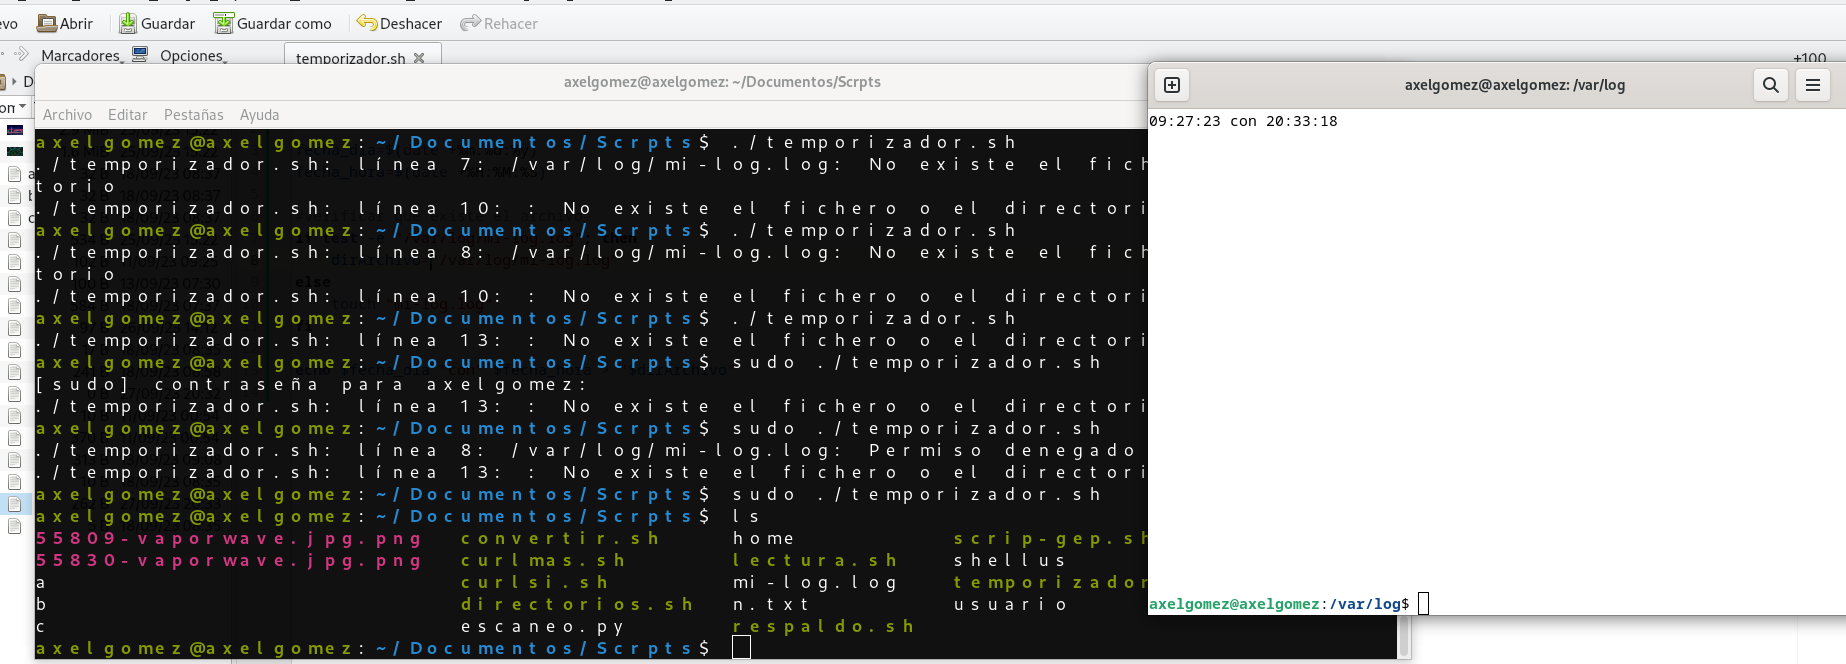 evo Abrir Guardar Guardar como Deshacer Rehacer
Marcadores Opciones temporizador.sh +100
axelgomez@axelgomez: ~/Documentos/Scrpts
Archivo Editar Pestañas Ayuda
axelgomez@axelgomez:~/Documentos/Scrpts$ ./temporizador.sh
./temporizador.sh: línea 7: /var/log/mi-log.log: No existe el fich
torio
./temporizador.sh: línea 10: : No existe el fichero o el directori
axelgomez@axelgomez:~/Documentos/Scrpts$ ./temporizador.sh
./temporizador.sh: línea 8: /var/log/mi-log.log: No existe el fich
torio
./temporizador.sh: línea 10: : No existe el fichero o el directori
axelgomez@axelgomez:~/Documentos/Scrpts$ ./temporizador.sh
./temporizador.sh: línea 13: : No existe el fichero o el directori
axelgomez@axelgomez:~/Documentos/Scrpts$ sudo ./temporizador.sh
[sudo] contraseña para axelgomez:
./temporizador.sh: línea 13: : No existe el fichero o el directori
axelgomez@axelgomez:~/Documentos/Scrpts$ sudo ./temporizador.sh
./temporizador.sh: línea 8: /var/log/mi-log.log: Permiso denegado
./temporizador.sh: línea 13: : No existe el fichero o el directori
axelgomez@axelgomez:~/Documentos/Scrpts$ sudo ./temporizador.sh
axelgomez@axelgomez:~/Documentos/Scrpts$ ls
55809-vaporwave.jpg.png convertir.sh home scrip-gep.sh
55830-vaporwave.jpg.png curlmas.sh lectura.sh shellus
a curlsi.sh mi-log.log temporizador
b directorios.sh n.txt usuario
c escaneo.py respaldo.sh
axelgomez@axelgomez:~/Documentos/Scrpts$
axelgomez@axelgomez: /var/log
09:27:23 con 20:33:18
axelgomez@axelgomez:/var/log$